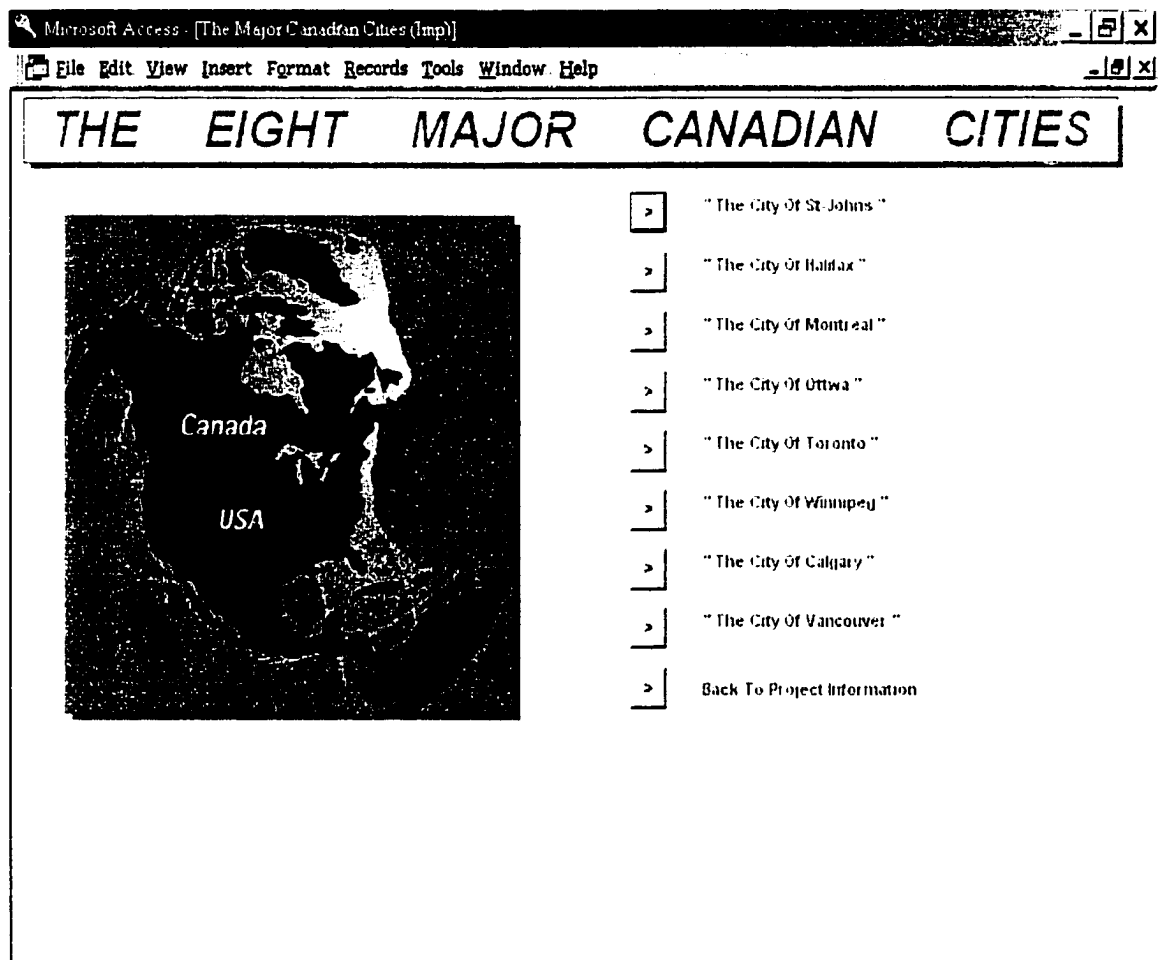 Microsoft Access - [The Major Canadian Cities (Imp)]
File Edit View Insert Format Records Tools Window Help
THE EIGHT MAJOR CANADIAN CITIES
> " The City Of St-Johns "
> " The City Of Halifax "
> " The City Of Montreal "
> " The City Of Ottwa "
> " The City Of Toronto "
> " The City Of Winnipeg "
> " The City Of Calgary "
> " The City Of Vancouver "
> Back To Project Information
Canada
USA